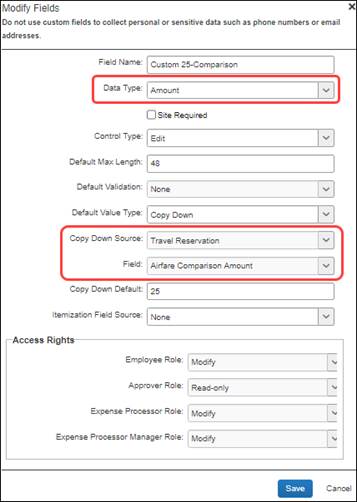 Modify Fields
Do not use custom fields to collect personal or sensitive data such as phone numbers or email
addresses.
Field Name: Custom 25-Comparison
Data Type: Amount
Site Required
Control Type: Edit
Default Max Length: 48
Default Validation: None
Default Value Type: Copy Down
Copy Down Source: Travel Reservation
Field: Airfare Comparison Amount
Copy Down Default: 25
Itemization Field Source: None
Access Rights
Employee Role: Modify
Approver Role: Read-only
Expense Processor Role: Modify
Expense Processor Manager Role: Modify
Save Cancel